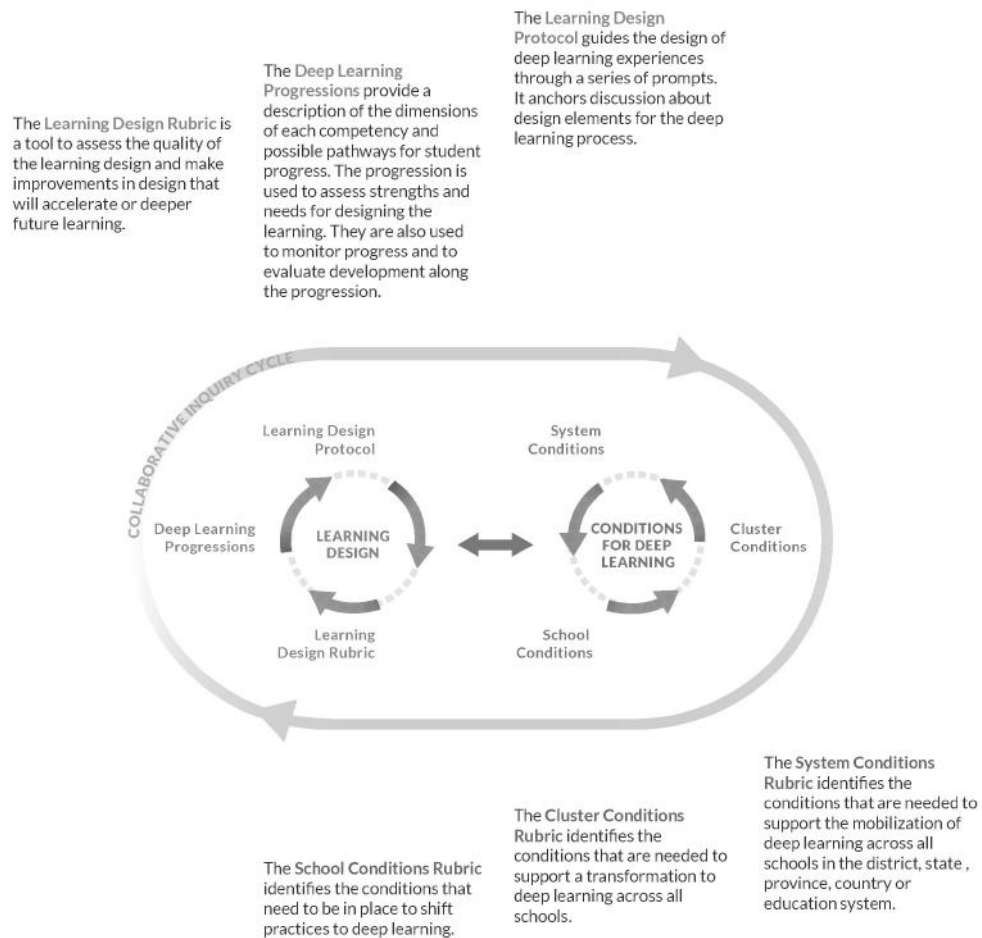 The Learning Design Rubric is
a tool to assess the quality of
the learning design and make
improvements in design that
will accelerate or deeper
future learning.
The Deep Learning
Progressions provide a
description of the dimensions
of each competency and
possible pathways for student
progress. The progression is
used to assess strengths and
needs for designing the
learning. They are also used
to monitor progress and to
evaluate development along
the progression.
The Learning Design
Protocol guides the design of
deep learning experiences
through a series of prompts.
It anchors discussion about
design elements for the deep
learning process.
COLLABORATIVE INQUIRY CYCLE
Learning Design
Protocol
Deep Learning
Progressions
LEARNING
DESIGN
Learning
Design Rubric
System
Conditions
CONDITIONS
FOR DEEP
LEARNING
Cluster
Conditions
School
Conditions
The School Conditions Rubric
identifies the conditions that
need to be in place to shift
practices to deep learning.
The Cluster Conditions
Rubric identifies the
conditions that are needed to
support a transformation to
deep learning across all
schools.
The System Conditions
Rubric identifies the
conditions that are needed to
support the mobilization of
deep learning across all
schools in the district, state ,
province, country or
education system.